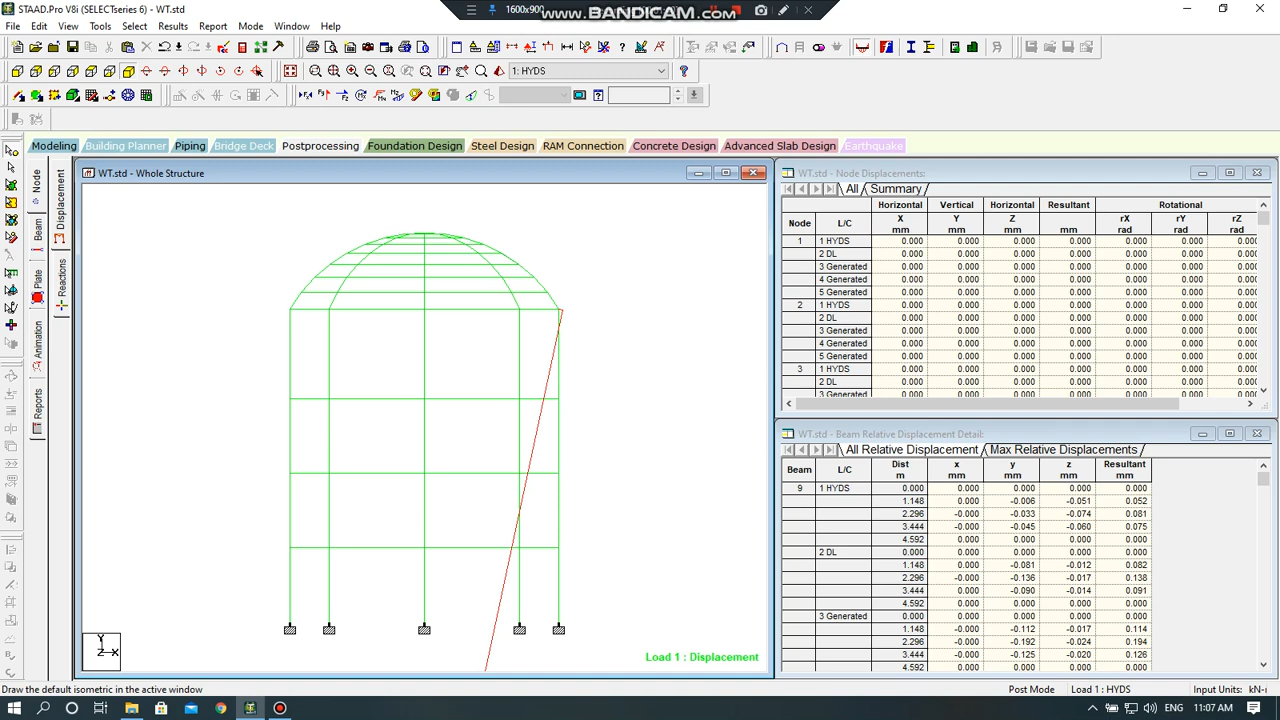 STAAD.Pro V8i (SELECTseries 6) - WT.std
1600x900
www.BANDICAM.com
File Edit View Tools Select Results Report Mode Window Help
1: HYDS
Modeling Building Planner Piping Bridge Deck Postprocessing Foundation Design Steel Design RAM Connection Concrete Design Advanced Slab Design Earthquake
Node
Beam
Plate
Animation
Reports
Displacement
Reactions
WT.std - Whole Structure
Load 1 : Displacement
Y
Z X
WT.std - Node Displacements:
All Summary
Horizontal Vertical Horizontal Resultant Rotational
Node L/C X mm Y mm Z mm mm rX rad rY rad rZ rad
1 1 HYDS 0.000 0.000 0.000 0.000 0.000 0.000 0.000
2 DL 0.000 0.000 0.000 0.000 0.000 0.000 0.000
3 Generated 0.000 0.000 0.000 0.000 0.000 0.000 0.000
4 Generated 0.000 0.000 0.000 0.000 0.000 0.000 0.000
5 Generated 0.000 0.000 0.000 0.000 0.000 0.000 0.000
2 1 HYDS 0.000 0.000 0.000 0.000 0.000 0.000 0.000
2 DL 0.000 0.000 0.000 0.000 0.000 0.000 0.000
3 Generated 0.000 0.000 0.000 0.000 0.000 0.000 0.000
4 Generated 0.000 0.000 0.000 0.000 0.000 0.000 0.000
5 Generated 0.000 0.000 0.000 0.000 0.000 0.000 0.000
3 1 HYDS 0.000 0.000 0.000 0.000 0.000 0.000 0.000
2 DL 0.000 0.000 0.000 0.000 0.000 0.000 0.000
3 Generated 0.000 0.000 0.000 0.000 0.000 0.000 0.000
WT.std - Beam Relative Displacement Detail:
All Relative Displacement Max Relative Displacements
Beam L/C Dist m x mm y mm z mm Resultant mm
9 1 HYDS 0.000 0.000 0.000 0.000 0.000
1.148 0.000 -0.006 -0.051 0.052
2.296 0.000 -0.033 -0.074 0.081
3.444 -0.000 -0.045 -0.060 0.075
4.592 0.000 0.000 0.000 0.000
2 DL 0.000 0.000 0.000 0.000 0.000
1.148 -0.000 -0.081 -0.012 0.082
2.296 -0.000 -0.136 -0.017 0.138
3.444 -0.000 -0.090 -0.014 0.091
4.592 -0.000 0.000 0.000 0.000
3 Generated 0.000 0.000 0.000 0.000 0.000
1.148 -0.000 -0.112 -0.017 0.114
2.296 -0.000 -0.192 -0.024 0.194
3.444 -0.000 -0.125 -0.020 0.126
4.592 0.000 0.000 0.000 0.000
Draw the default isometric in the active window Post Mode Load 1 : HYDS Input Units: kN-i
ENG 11:07 AM